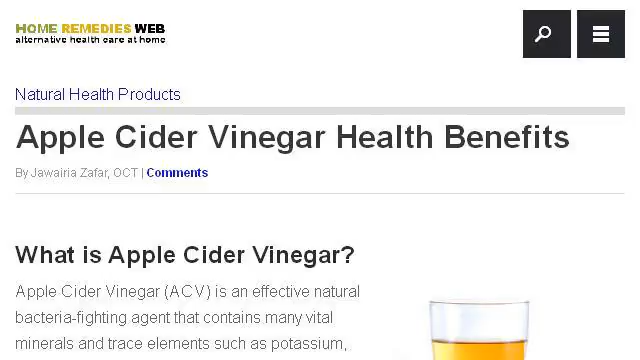 HOME REMEDIES WEB
alternative health care at home
Natural Health Products
Apple Cider Vinegar Health Benefits
By Jawairia Zafar, OCT | Comments
What is Apple Cider Vinegar?
Apple Cider Vinegar (ACV) is an effective natural
bacteria-fighting agent that contains many vital
minerals and trace elements such as potassium,